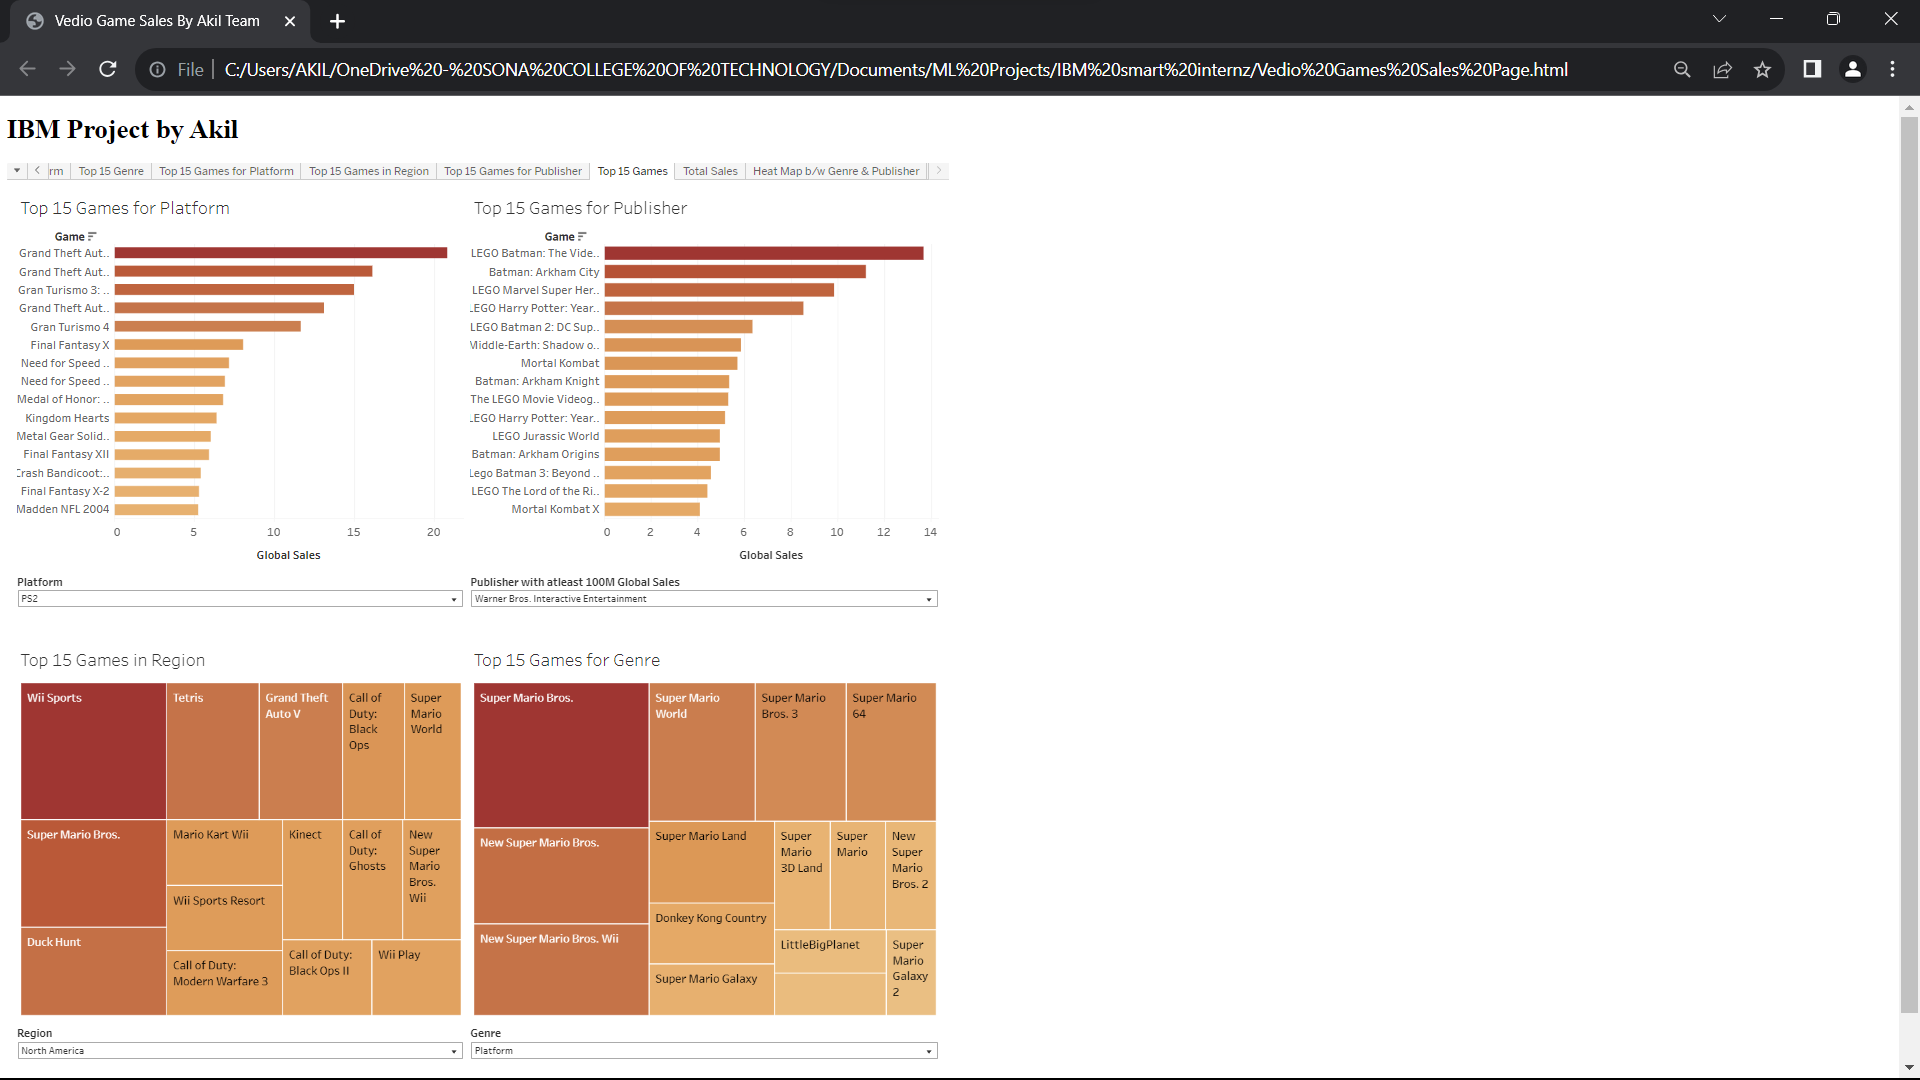 Vedio Game Sales By Akil Team
File
C:/Users/AKIL/OneDrive%20-%20SONA%20COLLEGE%20OF%20TECHNOLOGY/Documents/ML%20Projects/IBM%20smart%20internz/Vedio%20Games%20Sales%20Page.html
IBM Project by Akil
rm
Top 15 Genre
Top 15 Games for Platform
Top 15 Games in Region
Top 15 Games for Publisher
Top 15 Games
Total Sales
Heat Map b/w Genre & Publisher
Top 15 Games for Platform
Game
Grand Theft Aut..
Grand Theft Aut..
Gran Turismo 3: ..
Grand Theft Aut..
Gran Turismo 4
Final Fantasy X
Need for Speed ..
Need for Speed ..
Medal of Honor: ..
Kingdom Hearts
Metal Gear Solid..
Final Fantasy XII
Crash Bandicoot:..
Final Fantasy X-2
Madden NFL 2004
0 5 10 15 20
Global Sales
Platform
PS2
Top 15 Games for Publisher
Game
LEGO Batman: The Vide..
Batman: Arkham City
LEGO Marvel Super Her..
LEGO Harry Potter: Year..
LEGO Batman 2: DC Sup..
Middle-Earth: Shadow o..
Mortal Kombat
Batman: Arkham Knight
The LEGO Movie Videog..
LEGO Harry Potter: Year..
LEGO Jurassic World
Batman: Arkham Origins
Lego Batman 3: Beyond ..
LEGO The Lord of the Ri..
Mortal Kombat X
0 2 4 6 8 10 12 14
Global Sales
Publisher with atleast 100M Global Sales
Warner Bros. Interactive Entertainment
Top 15 Games in Region
Wii Sports
Super Mario Bros.
Duck Hunt
Tetris
Grand Theft
Auto V
Call of
Duty:
Black
Ops
Super
Mario
World
Mario Kart Wii
Wii Sports Resort
Call of Duty:
Modern Warfare 3
Kinect
Call of
Duty:
Ghosts
New
Super
Mario
Bros.
Wii
Call of Duty:
Black Ops II
Wii Play
Region
North America
Top 15 Games for Genre
Super Mario Bros.
New Super Mario Bros.
New Super Mario Bros. Wii
Super Mario
World
Super Mario
Bros. 3
Super Mario
64
Super Mario Land
Donkey Kong Country
Super Mario Galaxy
Super
Mario
3D Land
Super
Mario
New
Super
Mario
Bros. 2
LittleBigPlanet
Super
Mario
Galaxy
2
Genre
Platform